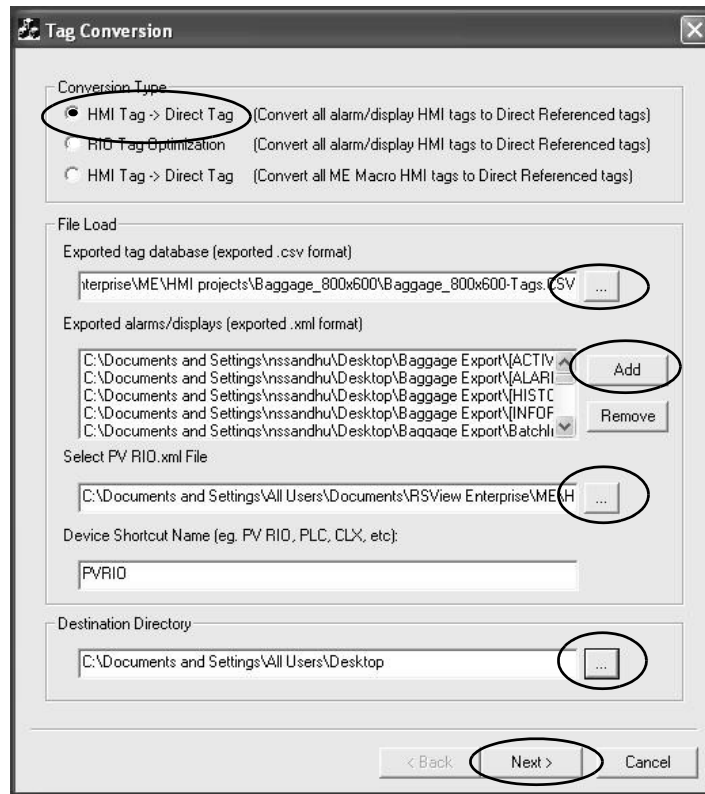 Tag Conversion
Conversion Type
HMI Tag -> Direct Tag (Convert all alarm/display HMI tags to Direct Referenced tags)
RIO Tag Optimization (Convert all alarm/display HMI tags to Direct Referenced tags)
HMI Tag -> Direct Tag (Convert all ME Macro HMI tags to Direct Referenced tags)
File Load
Exported tag database (exported .csv format)
nterprise\ME\HMI projects\Baggage_800x600\Baggage_800x600-Tags.CSV ...
Exported alarms/displays (exported .xml format)
C:\Documents and Settings\nssandhu\Desktop\Baggage Export\[ACTIV
C:\Documents and Settings\nssandhu\Desktop\Baggage Export\[ALARI
C:\Documents and Settings\nssandhu\Desktop\Baggage Export\[HISTC
C:\Documents and Settings\nssandhu\Desktop\Baggage Export\[INFOF
C:\Documents and Settings\nssandhu\Desktop\Baggage Export\BatchI
Add
Remove
Select PV RIO.xml File
C:\Documents and Settings\All Users\Documents\RSView Enterprise\ME\H ...
Device Shortcut Name (eg. PV RIO, PLC, CLX, etc):
PVRIO
Destination Directory
C:\Documents and Settings\All Users\Desktop ...
< Back Next > Cancel